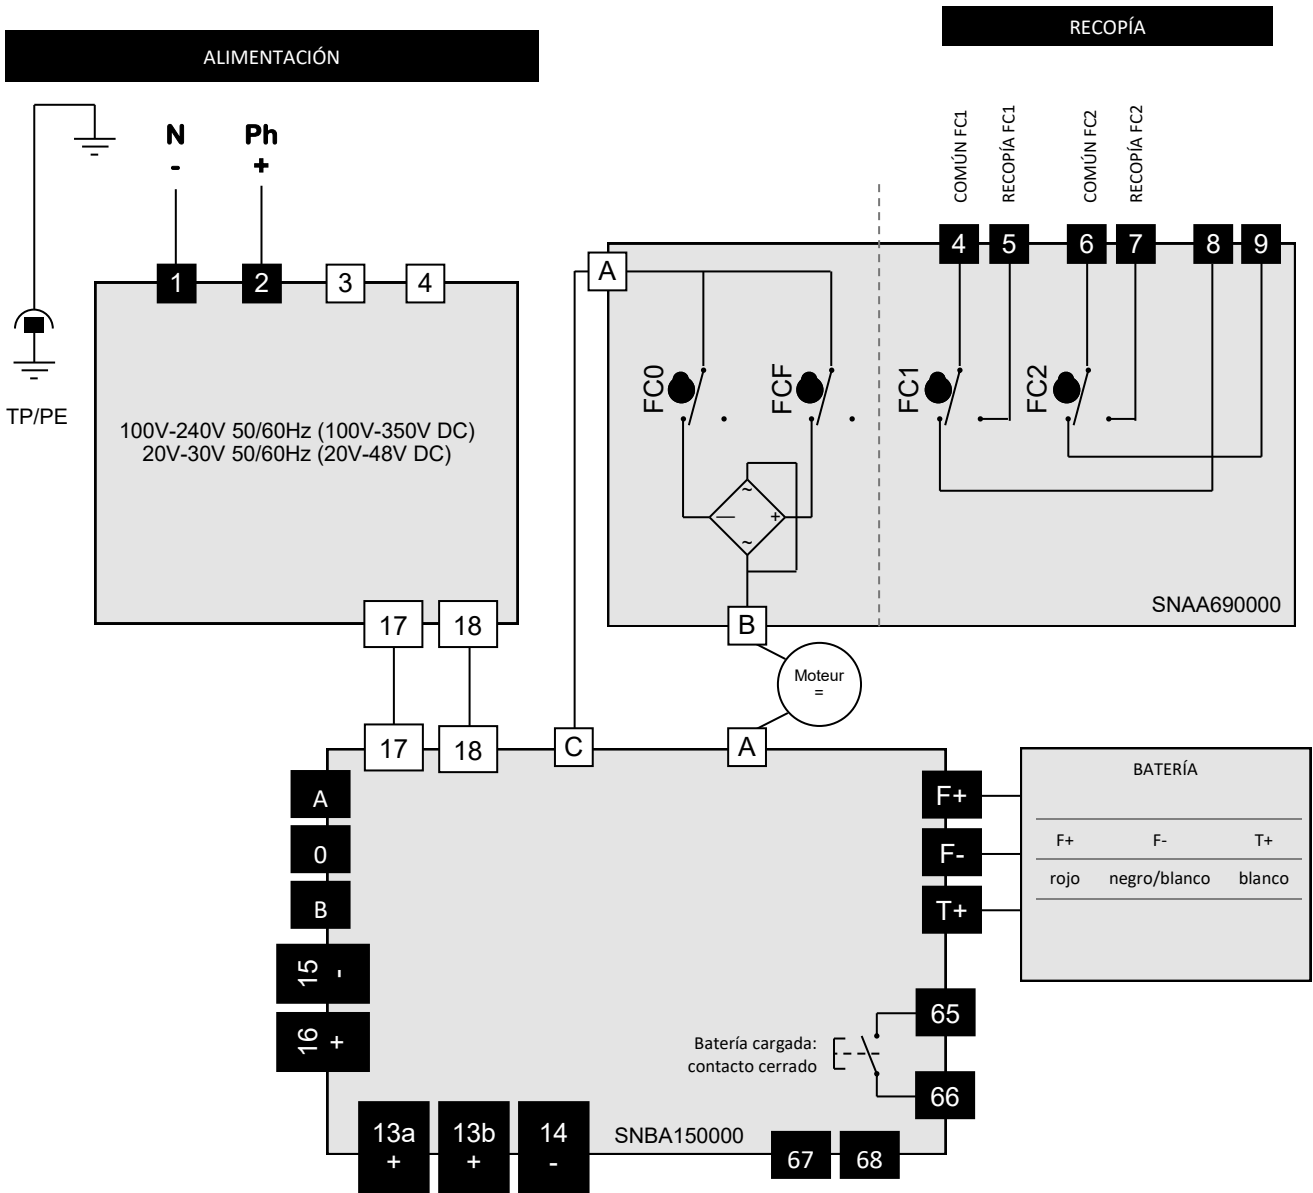 ALIMENTACIÓN
RECOPÍA
N
-
Ph
+
COMÚN FC1
RECOPÍA FC1
COMÚN FC2
RECOPÍA FC2
1
2
3
4
TP/PE
100V-240V 50/60Hz (100V-350V DC)
20V-30V 50/60Hz (20V-48V DC)
17
18
A
4
5
6
7
8
9
FC0
FCF
FC1
FC2
~
—
+
~
SNAA690000
B
Moteur
=
17
18
C
A
A
0
B
15 -
16 +
F+
F-
T+
BATERÍA
F+ F- T+
rojo negro/blanco blanco
65
66
Batería cargada:
contacto cerrado
13a
+
13b
+
14
-
SNBA150000
67
68